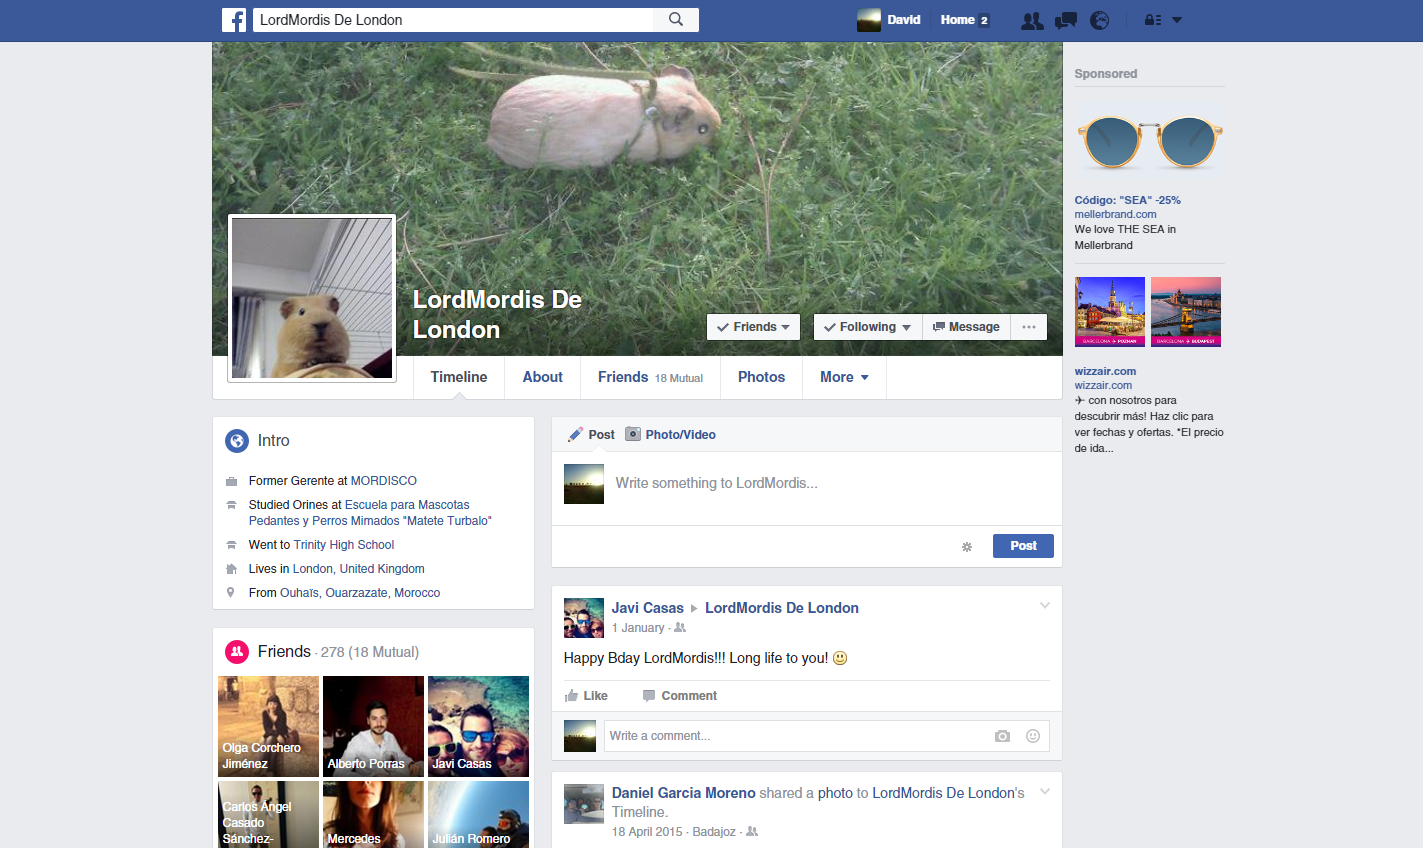 LordMordis De London
David
Home 2
LordMordis De
London
Friends
Following
Message
Timeline
About
Friends 18 Mutual
Photos
More
Intro
Former Gerente at MORDISCO
Studied Orines at Escuela para Mascotas
Pedantes y Perros Mimados "Matete Turbalo"
Went to Trinity High School
Lives in London, United Kingdom
From Ouhaïs, Ouarzazate, Morocco
Friends · 278 (18 Mutual)
Olga Corchero
Jiménez
Alberto Porras
Javi Casas
Carlos Ángel
Casado
Sánchez-
Mercedes
Julián Romero
Post
Photo/Video
Write something to LordMordis...
Post
Javi Casas ▸ LordMordis De London
1 January ·
Happy Bday LordMordis!!! Long life to you!
Like
Comment
Write a comment...
Daniel Garcia Moreno shared a photo to LordMordis De London's
Timeline.
18 April 2015 · Badajoz ·
Sponsored
Código: "SEA" -25%
mellerbrand.com
We love THE SEA in
Mellerbrand
BARCELONA ✈ POZNAN
BARCELONA ✈ BUDAPEST
wizzair.com
wizzair.com
✈ con nosotros para
descubrir más! Haz clic para
ver fechas y ofertas. *El precio
de ida...